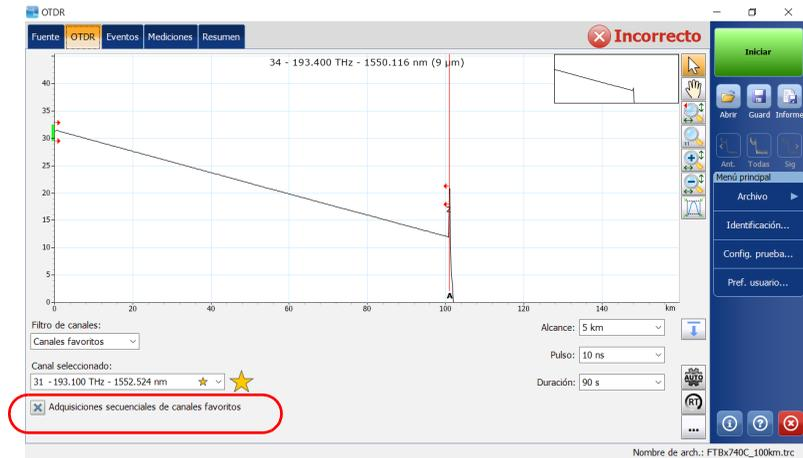 OTDR
Fuente OTDR Eventos Mediciones Resumen
Incorrecto
34 - 193.400 THz - 1550.116 nm (9 µm)
40
35
30
25
20
15
10
5
0
2
A
0 20 40 60 80 100 120 140 km
Filtro de canales:
Canales favoritos
Canal seleccionado:
31 -193.100 THz - 1552.524 nm
Adquisiciones secuenciales de canales favoritos
Alcance: 5 km
Pulso: 10 ns
Duración: 90 s
AUTO
RT
Iniciar
Abrir Guard Informe
Ant. Todas Sig
Menú principal
Archivo
Identificación...
Config. prueba...
Pref. usuario...
Nombre de arch.: FTBx740C_100km.trc